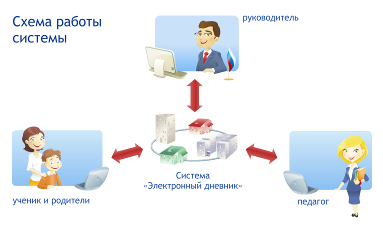 Схема работы
системы
руководитель
Система
«Электронный дневник»
ученик и родители
педагог